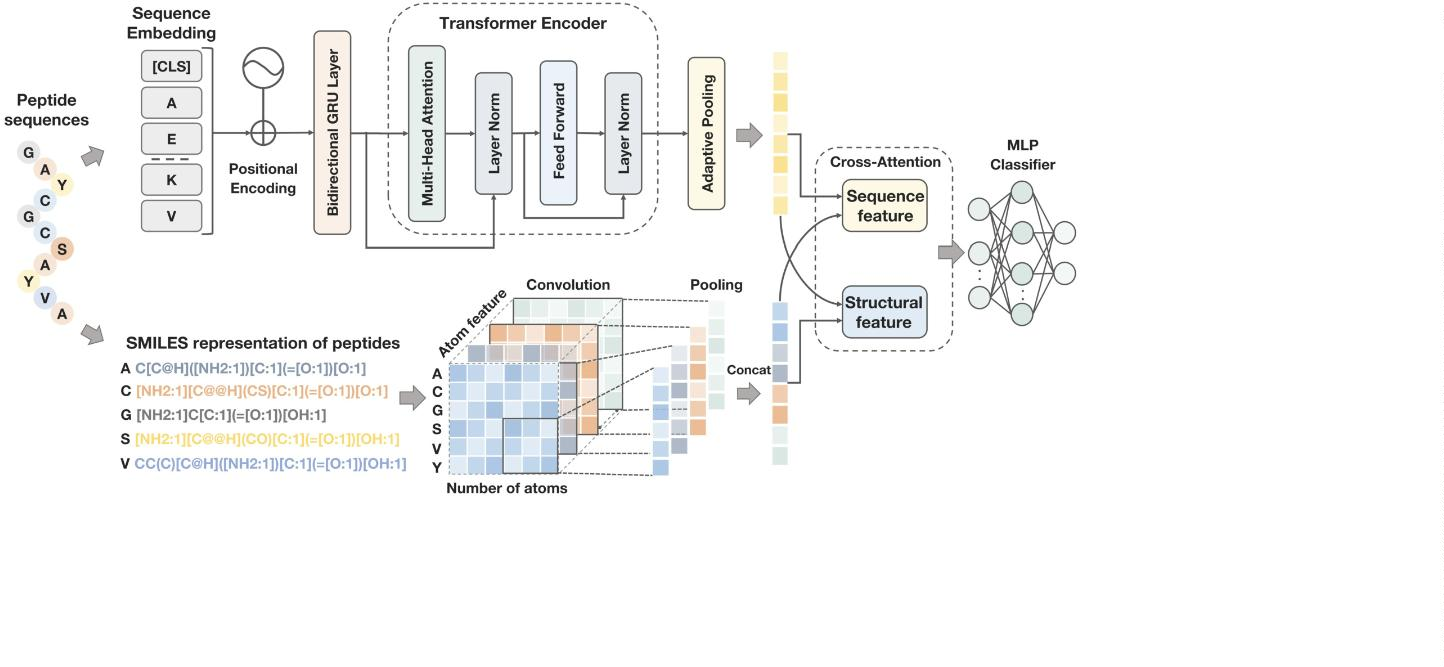 Sequence
Embedding
[CLS]
A
E
K
V
Positional
Encoding
Bidirectional GRU Layer
Transformer Encoder
Multi-Head Attention
Layer Norm
Feed Forward
Layer Norm
Adaptive Pooling
Peptide
sequences
G
A
Y
C
G
C
S
A
Y
V
A
Cross-Attention
Sequence
feature
Structural
feature
MLP
Classifier
SMILES representation of peptides
A C[C@H]([NH2:1])[C:1](=[O:1])[O:1]
C [NH2:1][C@@H](CS)[C:1](=[O:1])[O:1]
G [NH2:1]C[C:1](=[O:1])[OH:1]
S [NH2:1][C@@H](CO)[C:1](=[O:1])[OH:1]
V CC(C)[C@H]([NH2:1])[C:1](=[O:1])[OH:1]
Atom feature
Convolution
Pooling
A
C
G
S
V
Y
Number of atoms
Concat